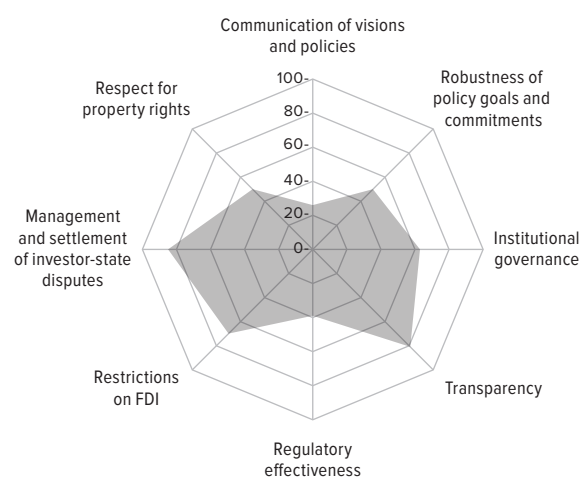 Communication of visions
and policies
Robustness of
policy goals and
commitments
Institutional
governance
Transparency
Regulatory
effectiveness
Restrictions
on FDI
Management
and settlement
of investor-state
disputes
Respect for
property rights
100-
80-
60-
40-
20-
0-